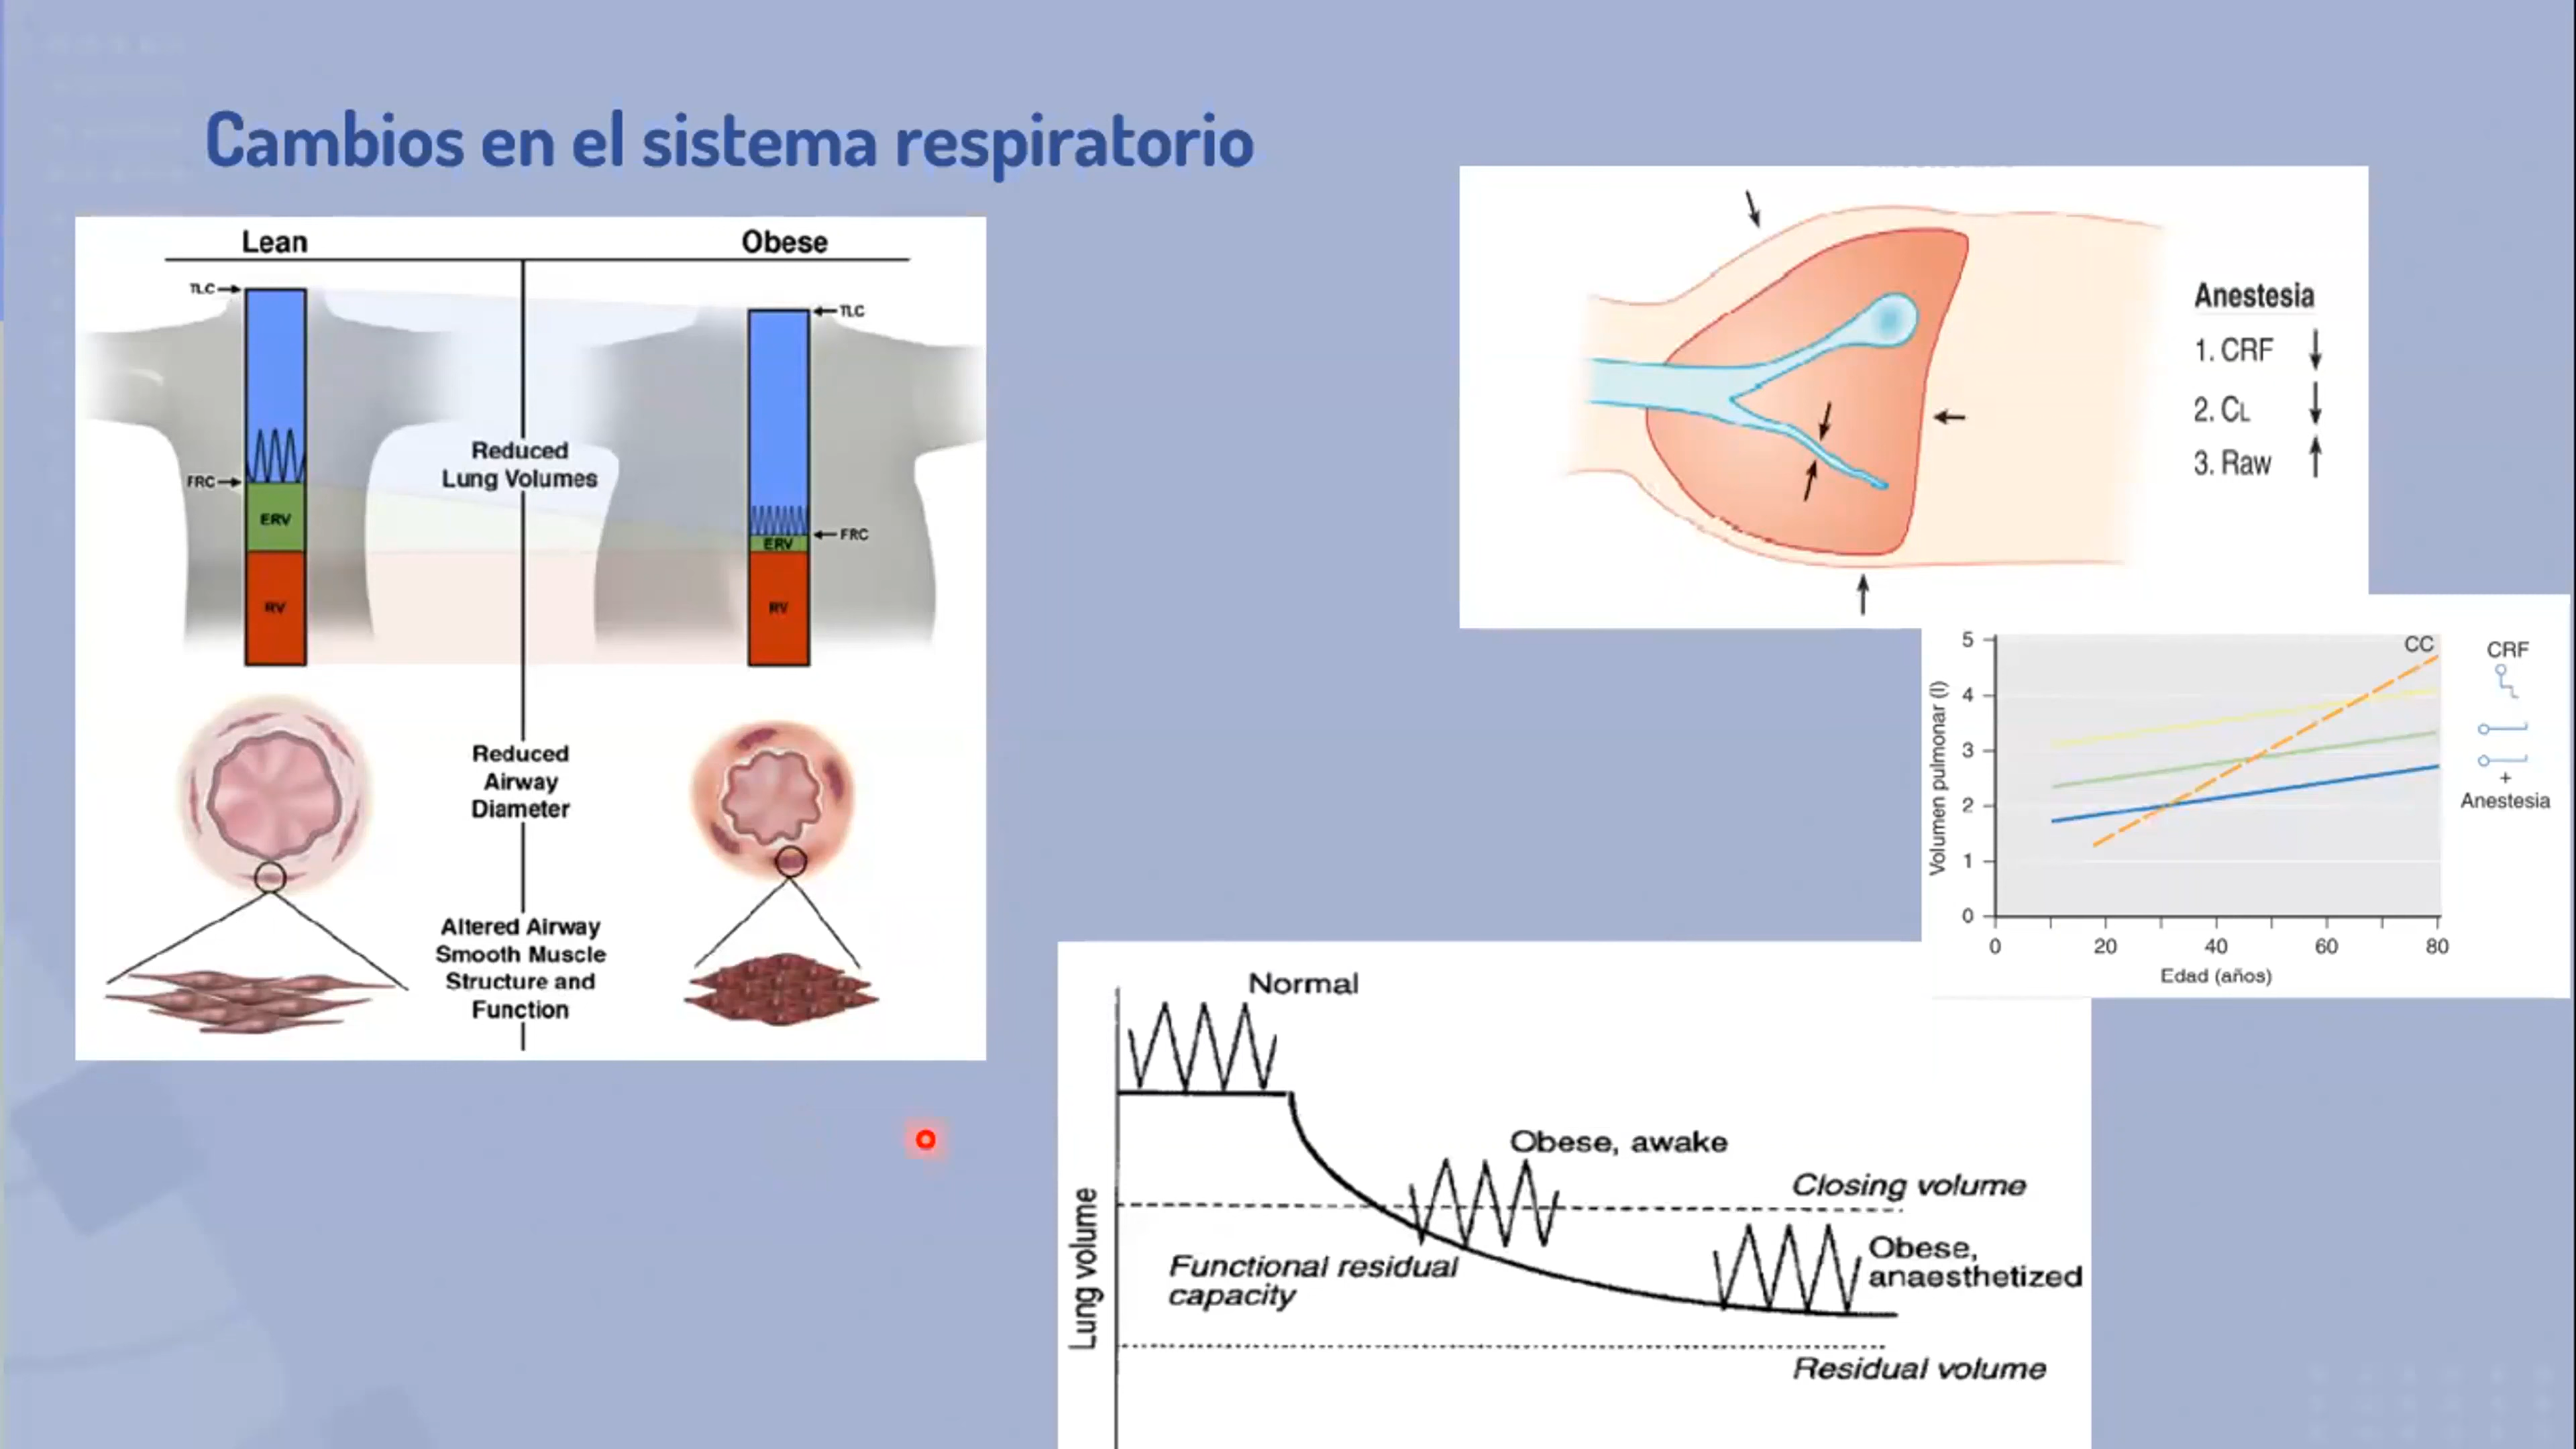 Cambios en el sistema respiratorio
Lean
Obese
TLC
TLC
Reduced
Lung Volumes
FRC
FRC
ERV
ERV
RV
RV
Reduced
Airway
Diameter
Altered Airway
Smooth Muscle
Structure and
Function
Anestesia
1. CRF
2. CL
3. Raw
Volumen pulmonar (l)
5
4
3
2
1
0
0
20
40
60
80
Edad (años)
CC
CRF
+
Anestesia
Normal
Obese, awake
Closing volume
Obese,
anaesthetized
Functional residual
capacity
Lung volume
Residual volume